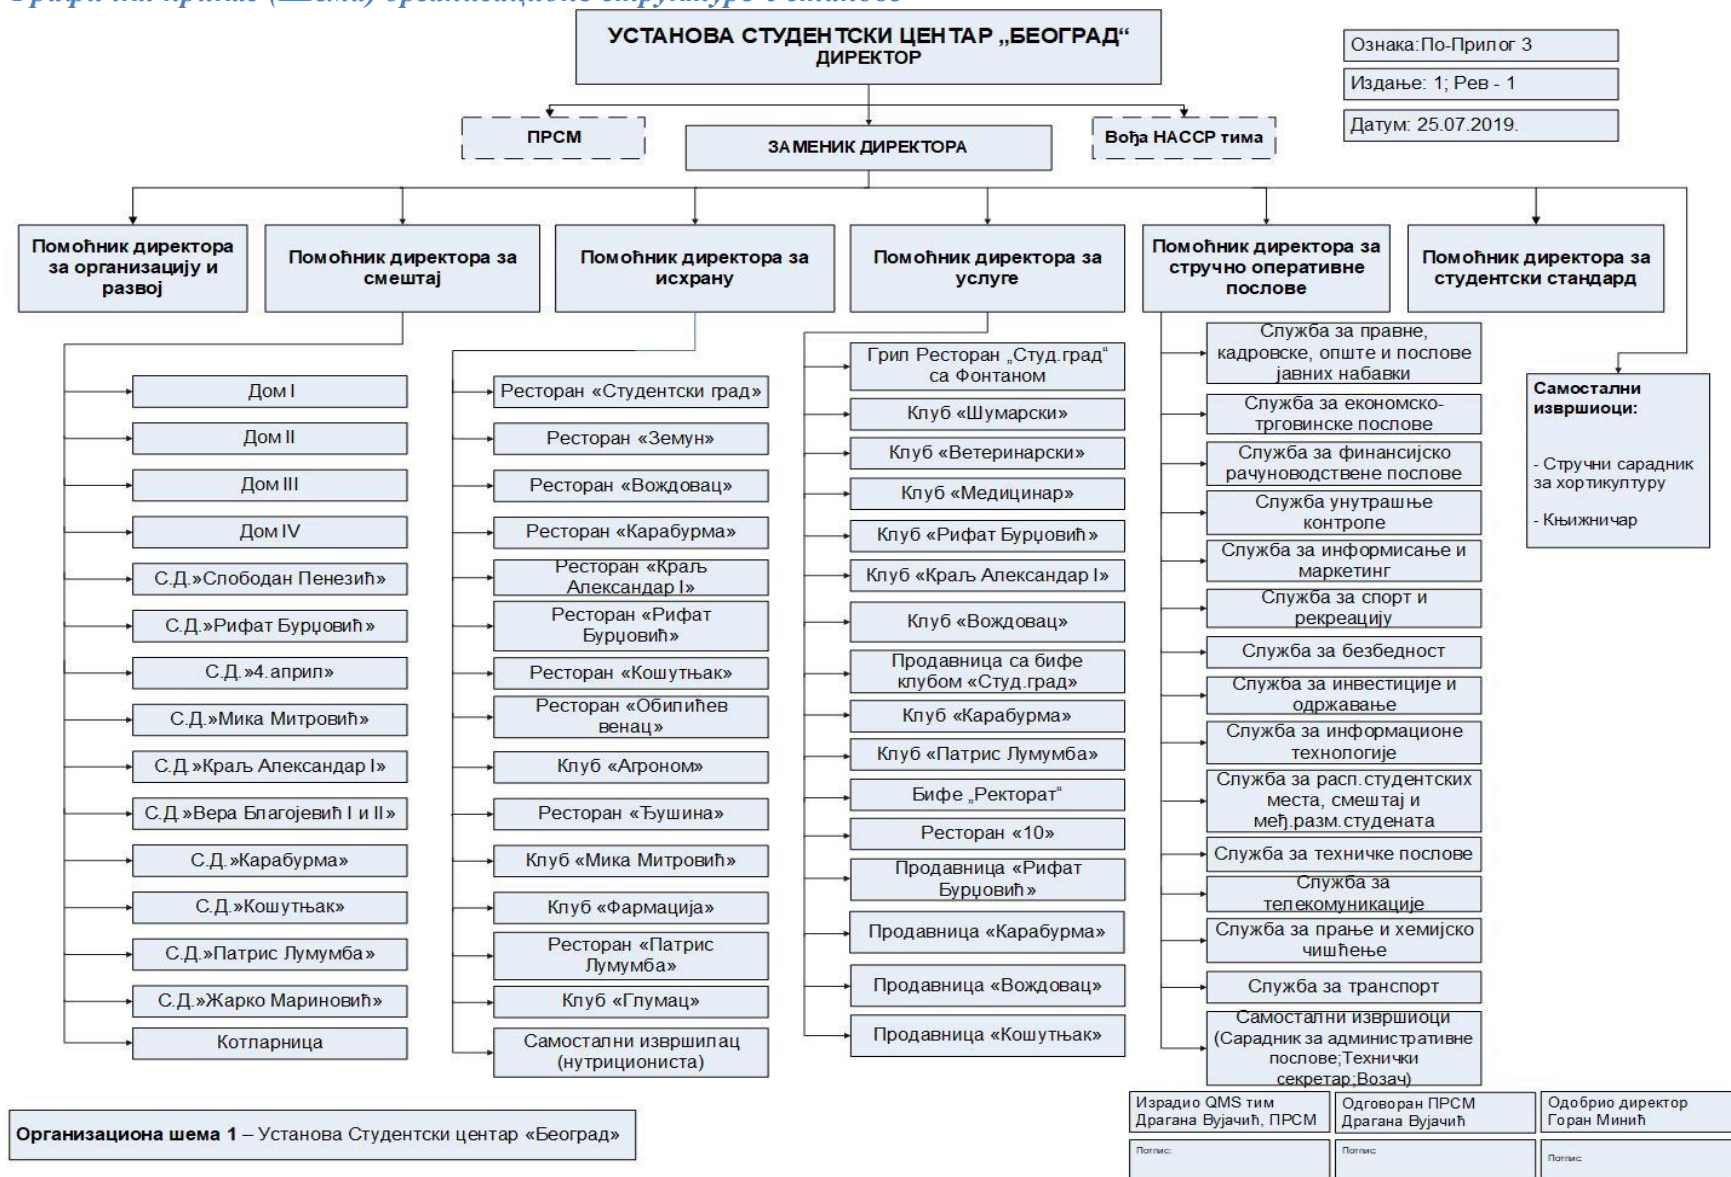 Графички приказ (шема) организационе структуре Установе
УСТАНОВА СТУДЕНТСКИ ЦЕНТАР „БЕОГРАД“
ДИРЕКТОР
Ознака:По-Прилог 3
Издање: 1; Рев - 1
Датум: 25.07.2019.
ПРСМ
ЗАМЕНИК ДИРЕКТОРА
Вођа НАССР тима
Помоћник директора
за организацију и
развој
Помоћник директора за
смештај
Помоћник директора за
исхрану
Помоћник директора за
услуге
Помоћник директора за
стручно оперативне
послове
Помоћник директора за
студентски стандард
Дом I
Дом II
Дом III
Дом IV
С.Д.»Слободан Пенезић»
С.Д.»Рифат Бурџовић»
С.Д.»4.април»
С.Д.»Мика Митровић»
С.Д.»Краљ Александар I»
С.Д.»Вера Благојевић I и II»
С.Д.»Карабурма»
С.Д.»Кошутњак»
С.Д.»Патрис Лумумба»
С.Д.»Жарко Мариновић»
Котларница
Ресторан «Студентски град»
Ресторан «Земун»
Ресторан «Вождовац»
Ресторан «Карабурма»
Ресторан «Краљ
Александар I»
Ресторан «Рифат
Бурџовић»
Ресторан «Кошутњак»
Ресторан «Обилићев
венац»
Клуб «Агроном»
Ресторан «Ђушина»
Клуб «Мика Митровић»
Клуб «Фармација»
Ресторан «Патрис
Лумумба»
Клуб «Глумац»
Самостални извршилац
(нутрициониста)
Грил Ресторан „Студ.град“
са Фонтаном
Клуб «Шумарски»
Клуб «Ветеринарски»
Клуб «Медицинар»
Клуб «Рифат Бурџовић»
Клуб «Краљ Александар I»
Клуб «Вождовац»
Продавница са бифе
клубом «Студ.град»
Клуб «Карабурма»
Клуб «Патрис Лумумба»
Бифе „Ректорат“
Ресторан «10»
Продавница «Рифат
Бурџовић»
Продавница «Карабурма»
Продавница «Вождовац»
Продавница «Кошутњак»
Служба за правне,
кадровске, опште и послове
јавних набавки
Служба за економско-
трговинске послове
Служба за финансијско
рачуноводствене послове
Служба унутрашње
контроле
Служба за информисање и
маркетинг
Служба за спорт и
рекреацију
Служба за безбедност
Служба за инвестиције и
одржавање
Служба за информационе
технологије
Служба за расп.студентских
места, смештај и
међ.разм.студената
Служба за техничке послове
Служба за
телекомуникације
Служба за прање и хемијско
чишћење
Служба за транспорт
Самостални извршиоци
(Сарадник за административне
послове;Технички
секретар;Возач)
Самостални
извршиоци:
- Стручни сарадник
за хортикултуру
- Књижничар
Организациона шема 1 – Установа Студентски центар «Београд»
Израдио QMS тим
Драгана Вујачић, ПРСМ
Потпис:
Одговоран ПРСМ
Драгана Вујачић
Потпис:
Одобрио директор
Горан Минић
Потпис: